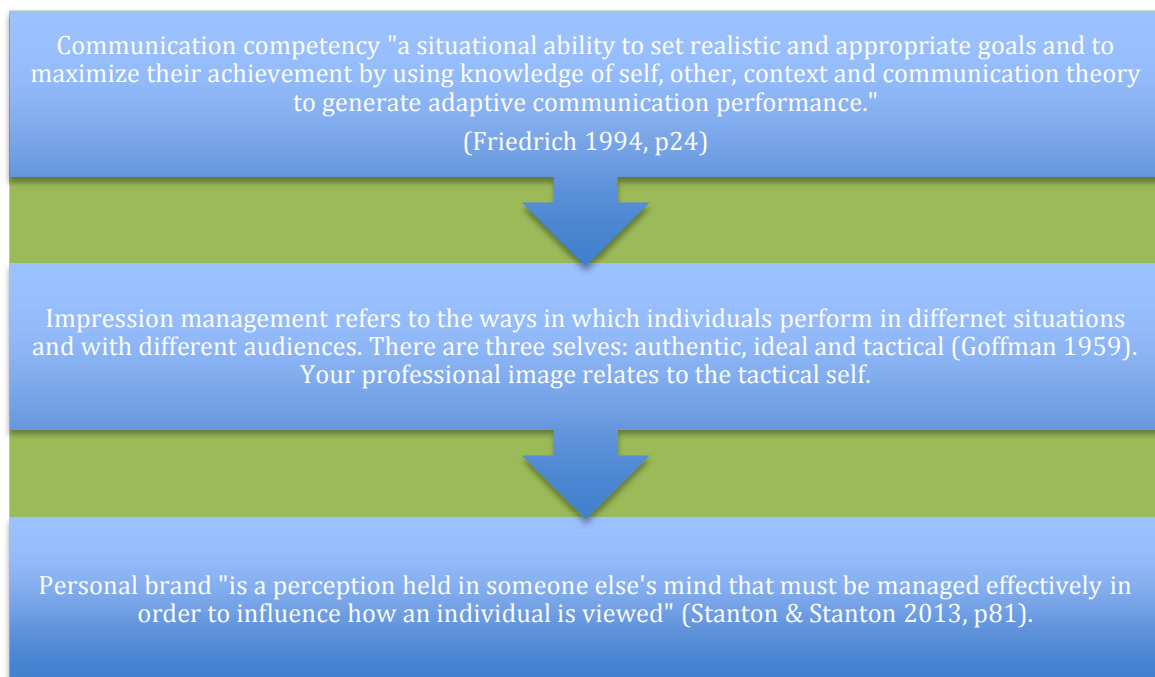 Communication competency "a situational ability to set realistic and appropriate goals and to
maximize their achievement by using knowledge of self, other, context and communication theory
to generate adaptive communication performance."
(Friedrich 1994, p24)
Impression management refers to the ways in which individuals perform in differnet situations
and with different audiences. There are three selves: authentic, ideal and tactical (Goffman 1959).
Your professional image relates to the tactical self.
Personal brand "is a perception held in someone else's mind that must be managed effectively in
order to influence how an individual is viewed" (Stanton & Stanton 2013, p81).